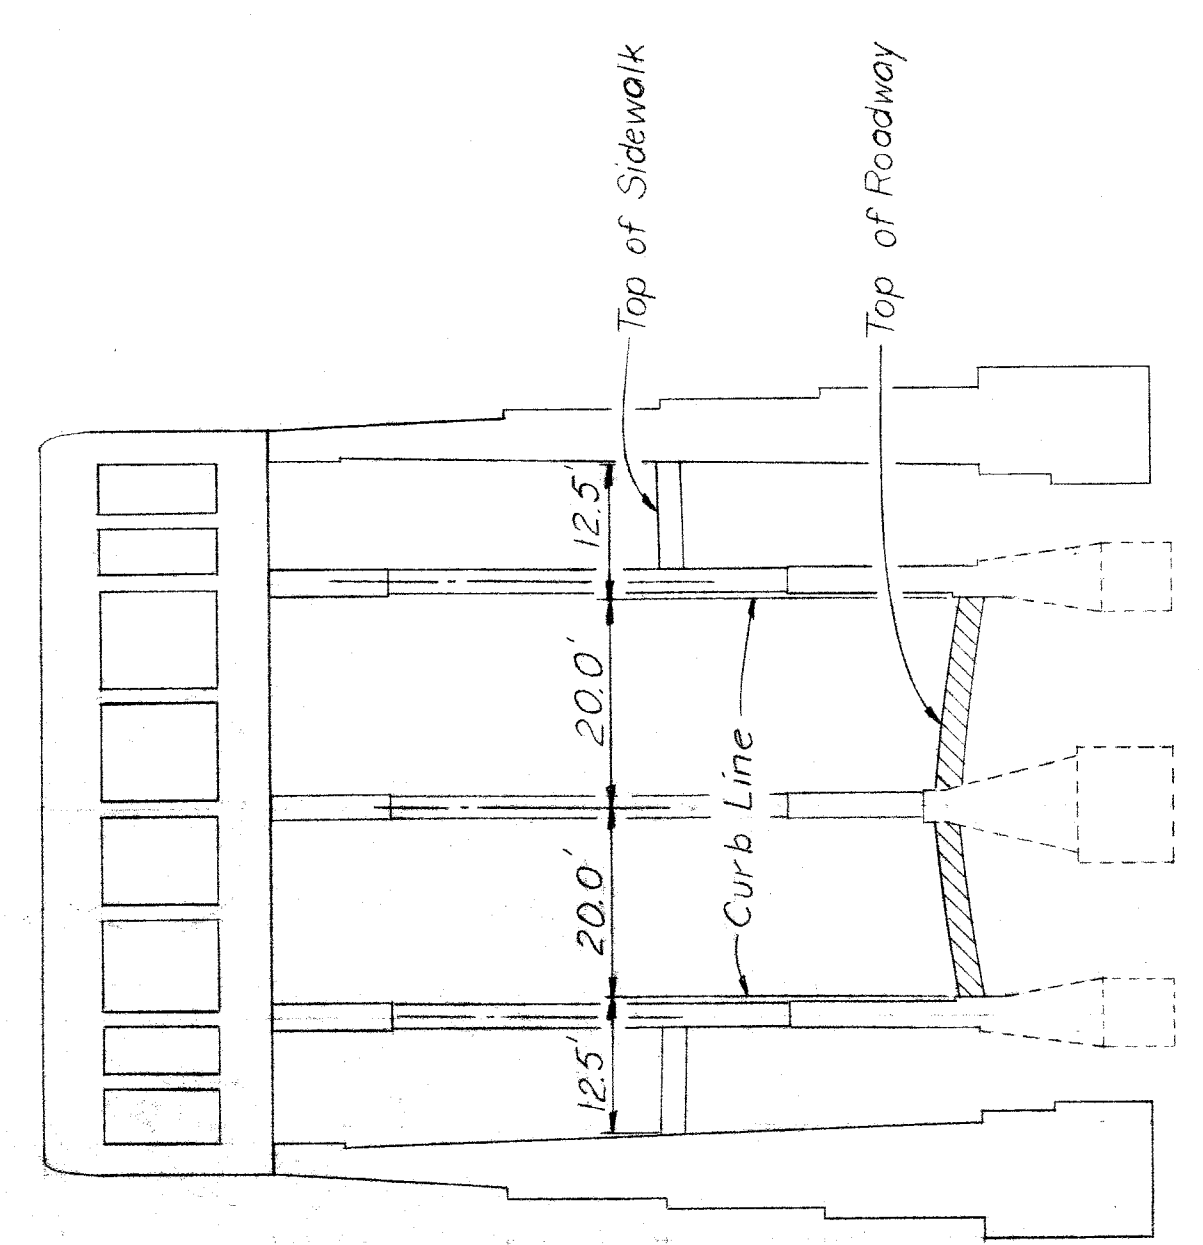 Top of Sidewalk
Top of Roadway
12.5'
20.0'
20.0'
12.5'
Curb Line